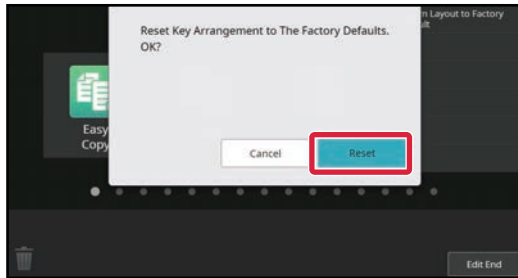 Layout to Factory
Reset Key Arrangement to The Factory Defaults.
OK?
Easy
Copy
Cancel
Reset
Edit End